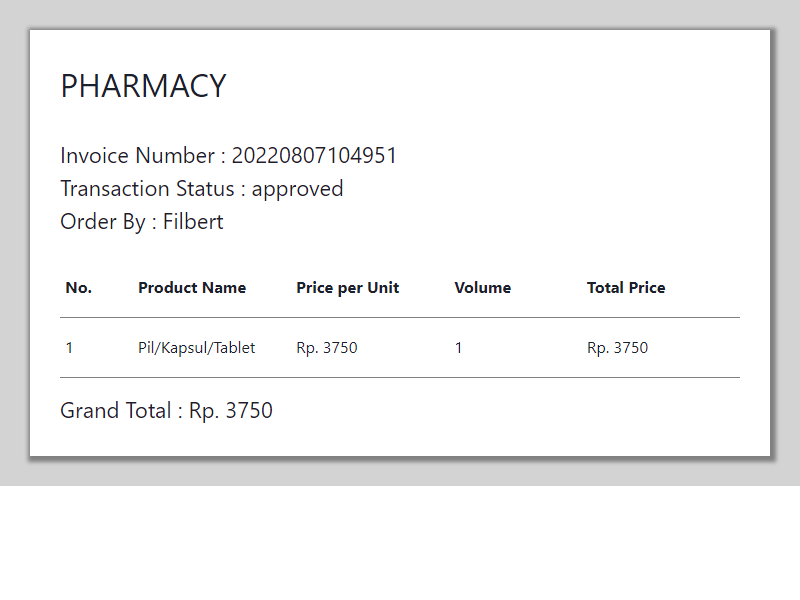 PHARMACY
Invoice Number : 20220807104951
Transaction Status : approved
Order By : Filbert
No. Product Name Price per Unit Volume Total Price
1 Pil/Kapsul/Tablet Rp. 3750 1 Rp. 3750
Grand Total : Rp. 3750